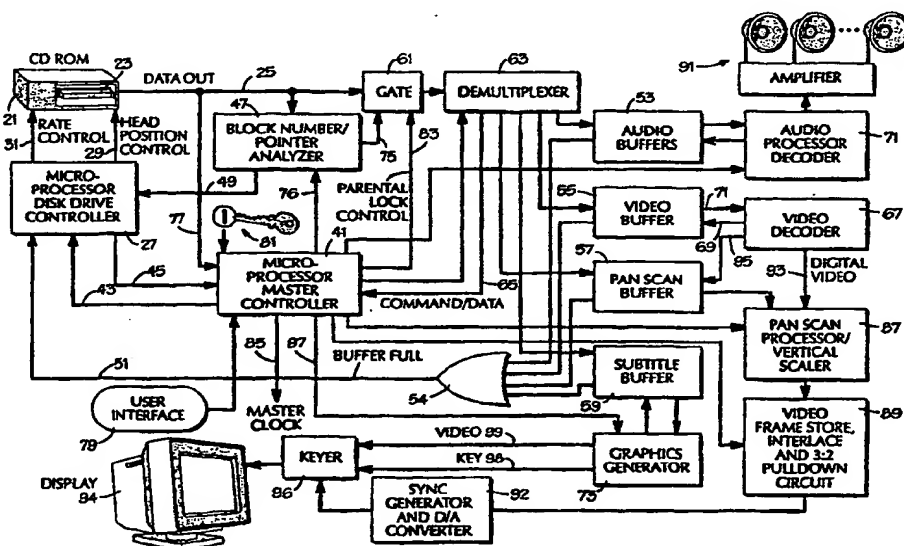 CD ROM
23
21
DATA OUT
25
61
GATE
63
DEMULTIPLEXER
91
AMPLIFIER
RATE
CONTROL
31
HEAD
POSITION
CONTROL
29
47
BLOCK NUMBER/
POINTER
ANALYZER
75
83
53
AUDIO
BUFFERS
AUDIO
PROCESSOR
DECODER
71
MICRO-
PROCESSOR
DISK DRIVE
CONTROLLER
27
49
76
PARENTAL
LOCK
CONTROL
55
VIDEO
BUFFER
71
69
VIDEO
DECODER
67
77
81
41
MICRO-
PROCESSOR
MASTER
CONTROLLER
45
43
65
COMMAND/DATA
57
PAN SCAN
BUFFER
93
DIGITAL
VIDEO
PAN SCAN
PROCESSOR/
VERTICAL
SCALER
87
51
85
87
BUFFER FULL
54
SUBTITLE
BUFFER
59
USER
INTERFACE
79
MASTER
CLOCK
VIDEO 89
KEY 98
GRAPHICS
GENERATOR
73
VIDEO
FRAME STORE,
INTERLACE
AND 3:2
PULLDOWN
CIRCUIT
89
DISPLAY
94
KEYER
96
92
SYNC
GENERATOR
AND D/A
CONVERTER